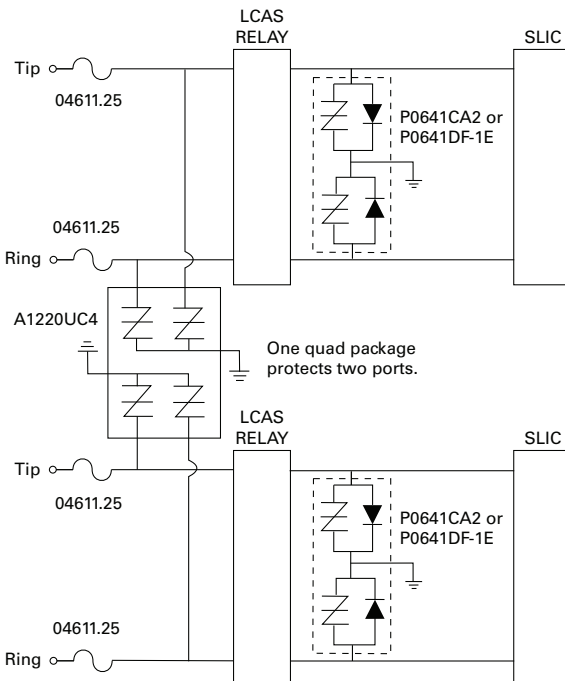 LCAS
RELAY
SLIC
Tip
04611.25
P0641CA2 or
P0641DF-1E
04611.25
Ring
A1220UC4
One quad package
protects two ports.
LCAS
RELAY
SLIC
Tip
04611.25
P0641CA2 or
P0641DF-1E
04611.25
Ring